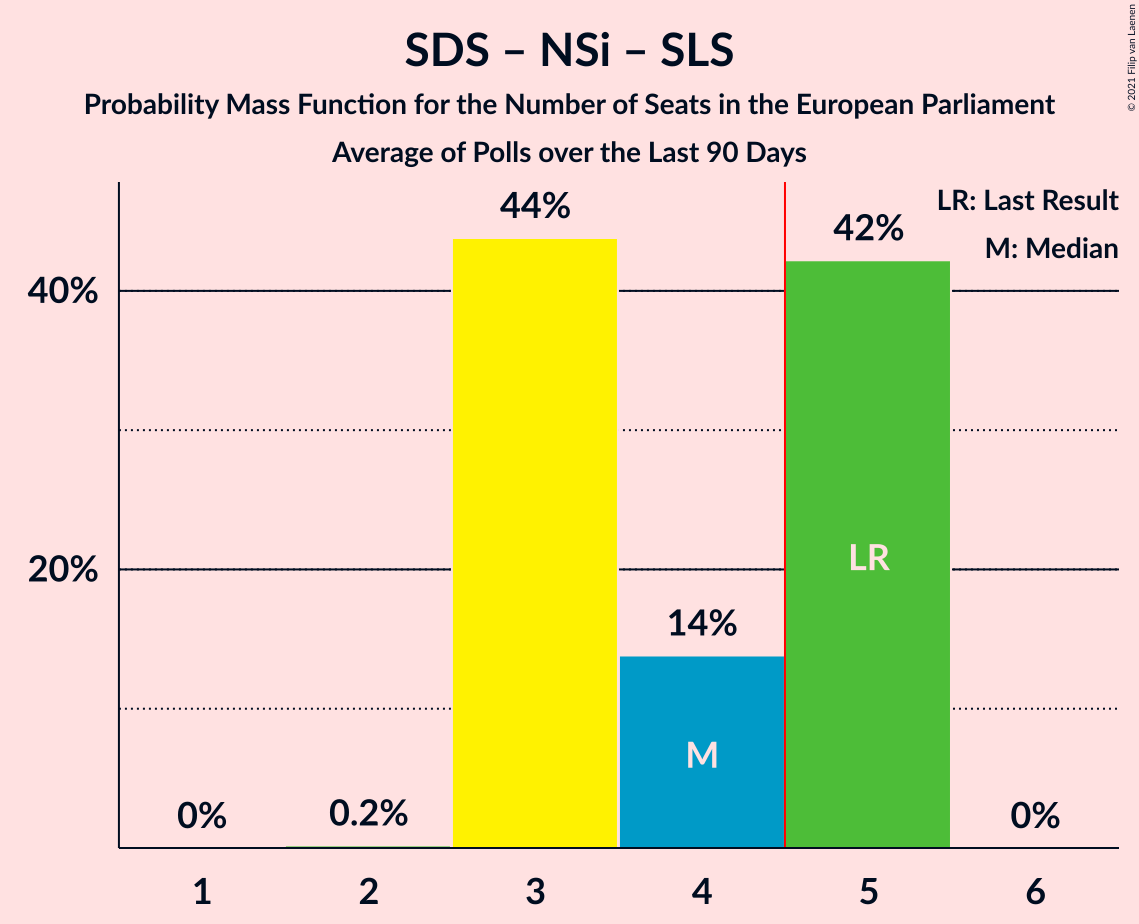 SDS – NSi – SLS
Probability Mass Function for the Number of Seats in the European Parliament
Average of Polls over the Last 90 Days
© 2021 Filip van Laenen
LR: Last Result
M: Median
44%
42%
40%
LR
20%
14%
M
0%
0.2%
0%
1 2 3 4 5 6